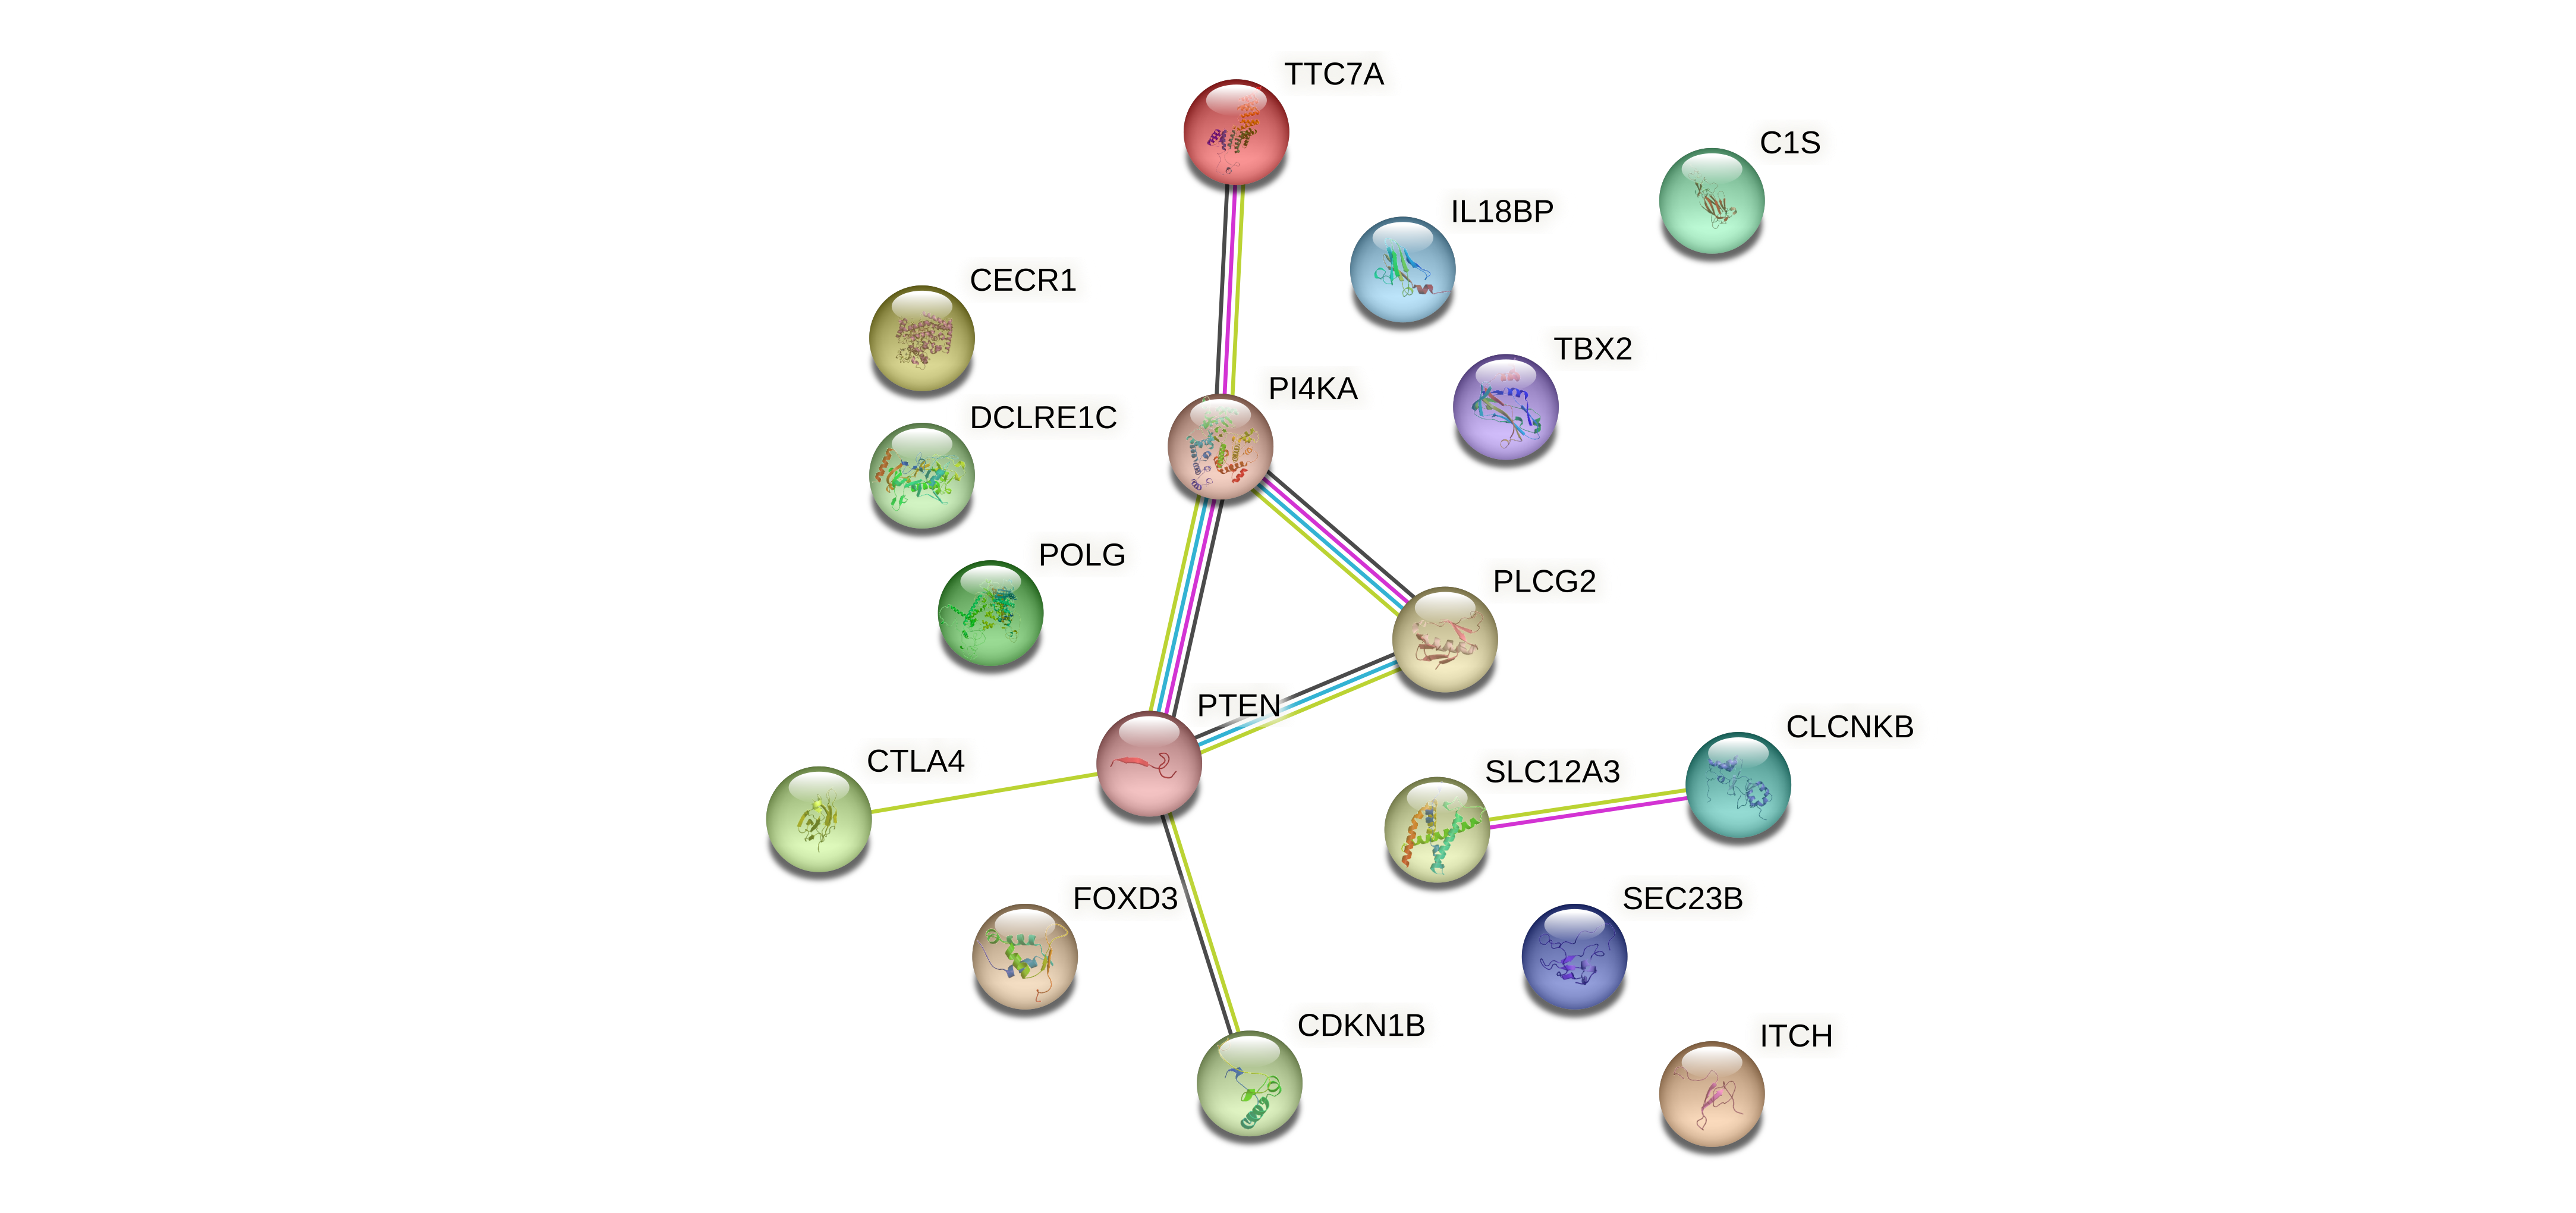 TTC7A
C1S
IL18BP
CECR1
TBX2
PI4KA
DCLRE1C
POLG
PLCG2
PTEN
CLCNKB
CTLA4
SLC12A3
FOXD3
SEC23B
CDKN1B
ITCH